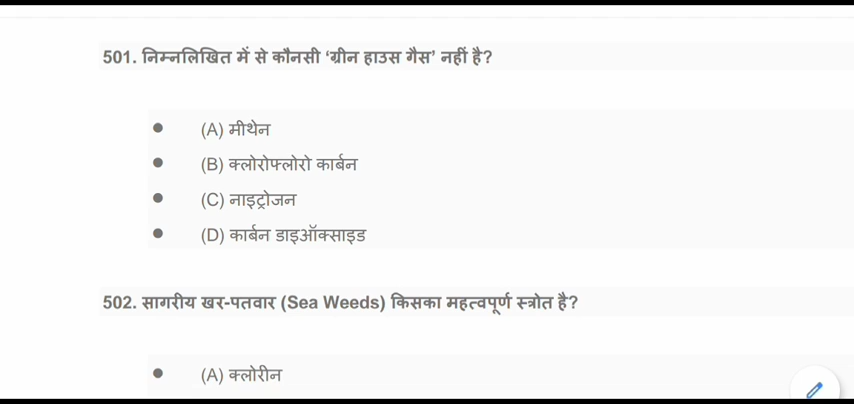 501. निम्नलिखित में से कौनसी ‘ग्रीन हाउस गैस’ नहीं है?
(A) मीथेन
(B) क्लोरोफ्लोरो कार्बन
(C) नाइट्रोजन
(D) कार्बन डाइऑक्साइड
502. सागरीय खर-पतवार (Sea Weeds) किसका महत्वपूर्ण स्त्रोत है?
(A) क्लोरीन